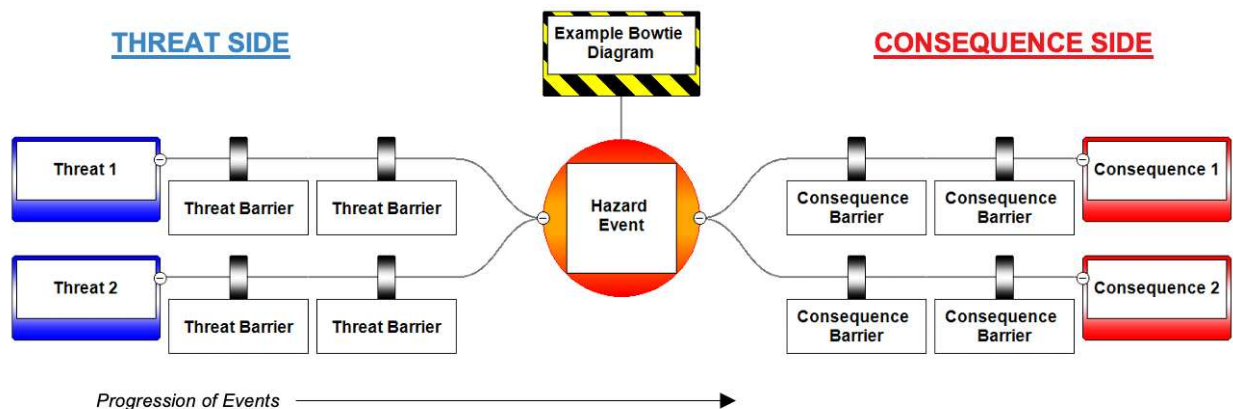 THREAT SIDE
Example Bowtie
Diagram
CONSEQUENCE SIDE
Threat 1
Threat Barrier
Threat Barrier
Hazard
Event
Consequence
Barrier
Consequence
Barrier
Consequence 1
Threat 2
Threat Barrier
Threat Barrier
Consequence
Barrier
Consequence
Barrier
Consequence 2
Progression of Events